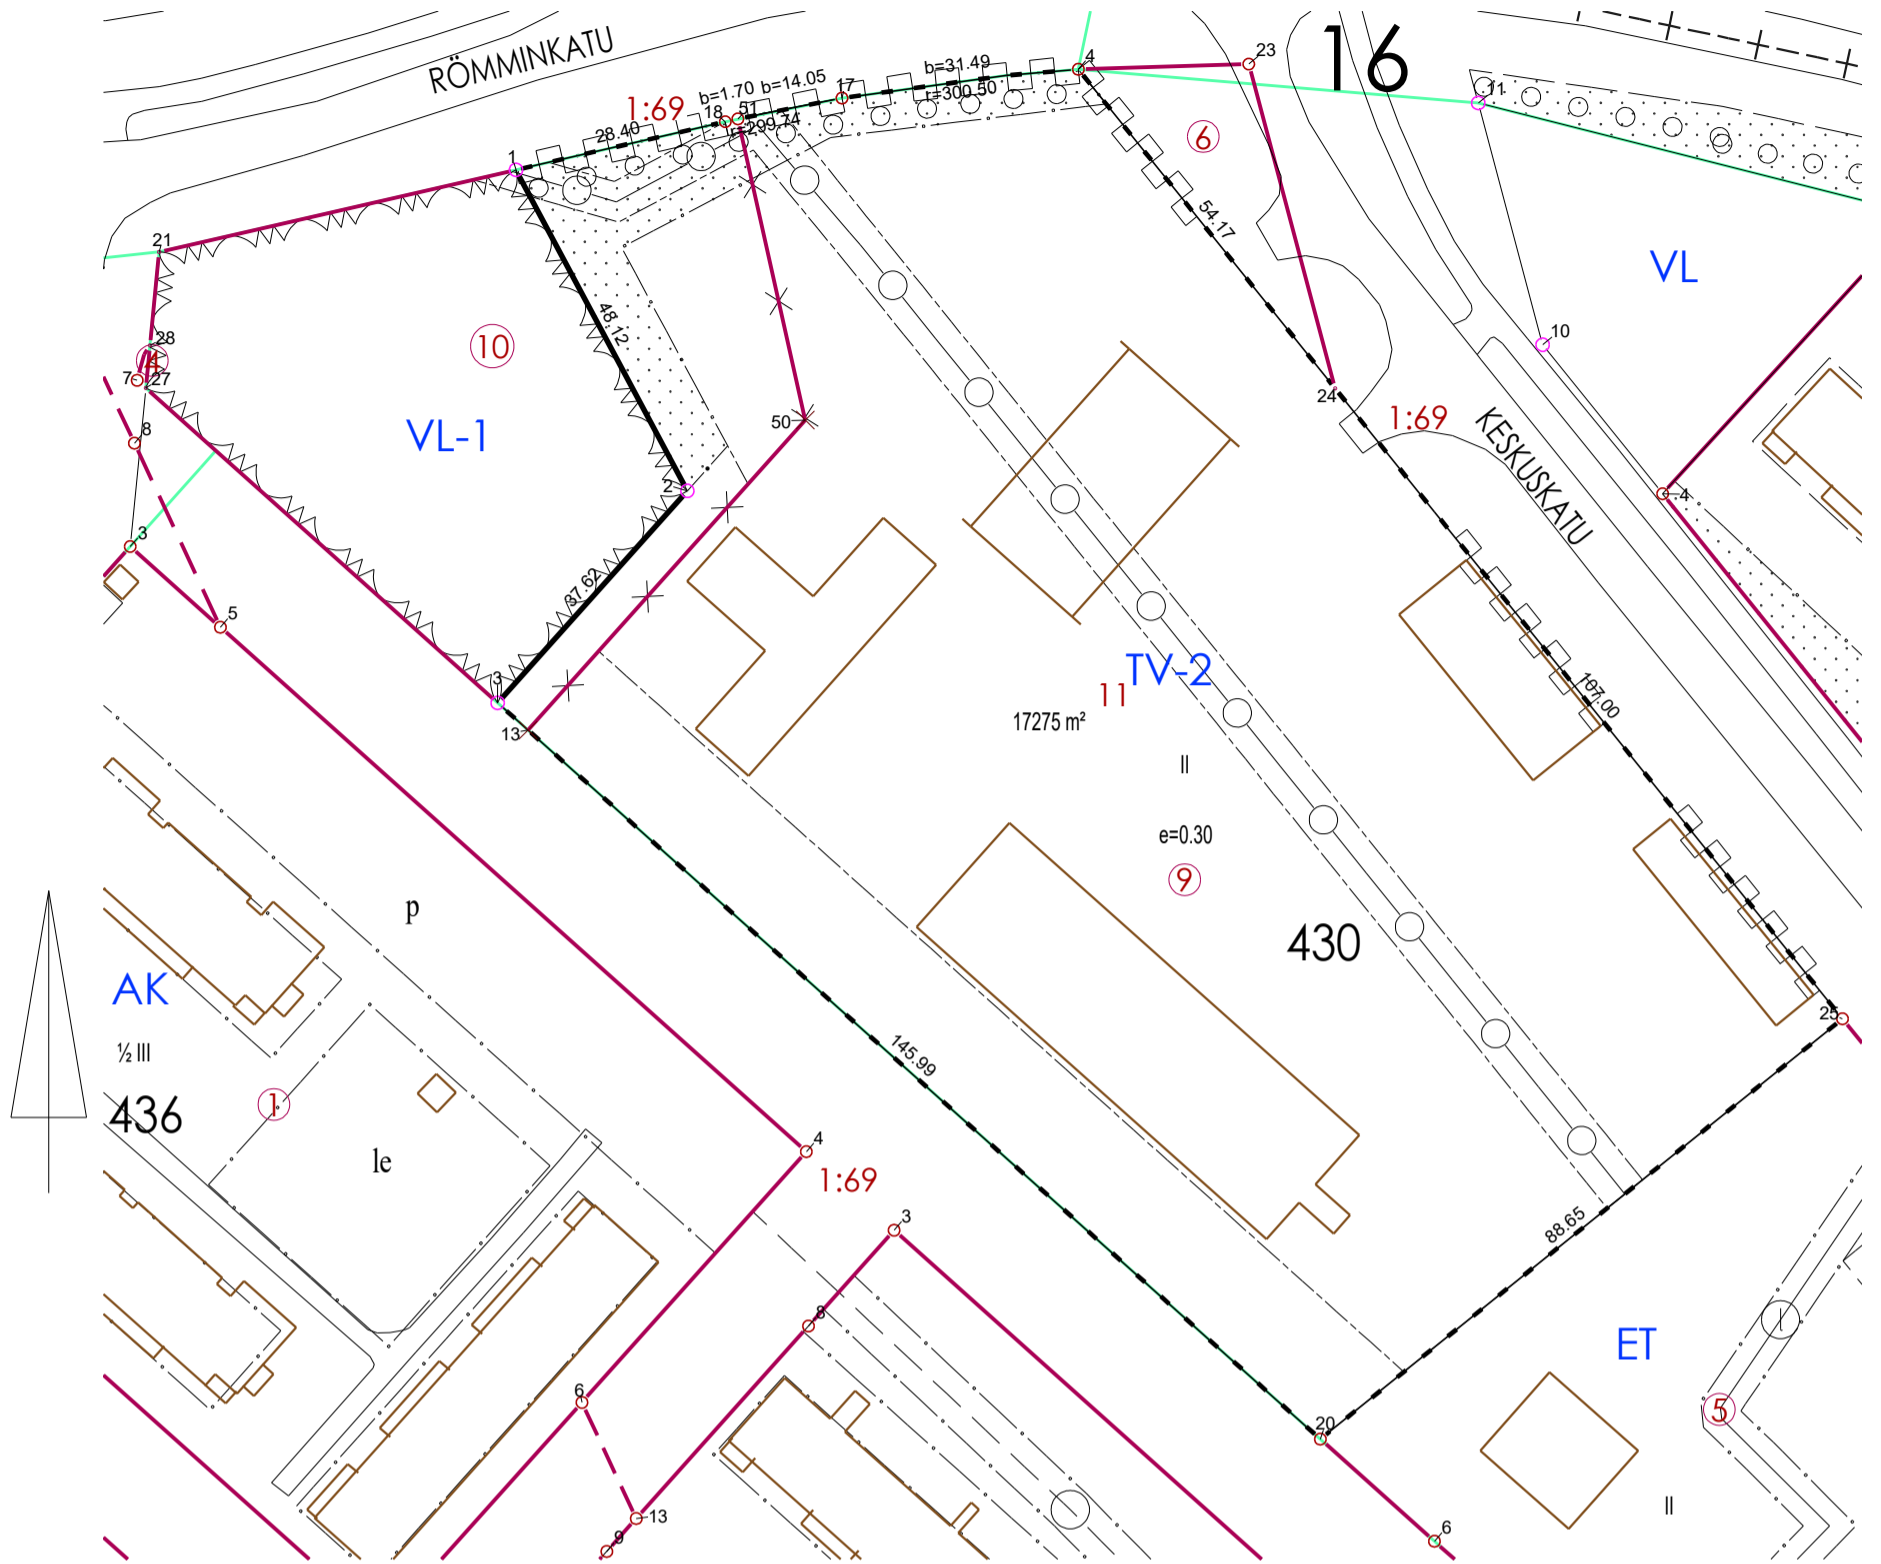 RÖMMINKATU
16
23
4
b=31.49
r=300.50
b=14.05
b=1.70
17
51
18
r=299.74
1:69
28.40
1
11
6
54.17
21
VL
48.12
28
4
7
27
10
10
24
1:69
KESKUSKATU
50
8
VL-1
2
4
3
37.62
5
3
13
TV-2
11
17275 m²
107.00
II
e=0.30
9
p
430
AK
25
½ III
145.99
1
436
4
le
1:69
3
88.65
8
ET
6
20
5
II
13
6
9